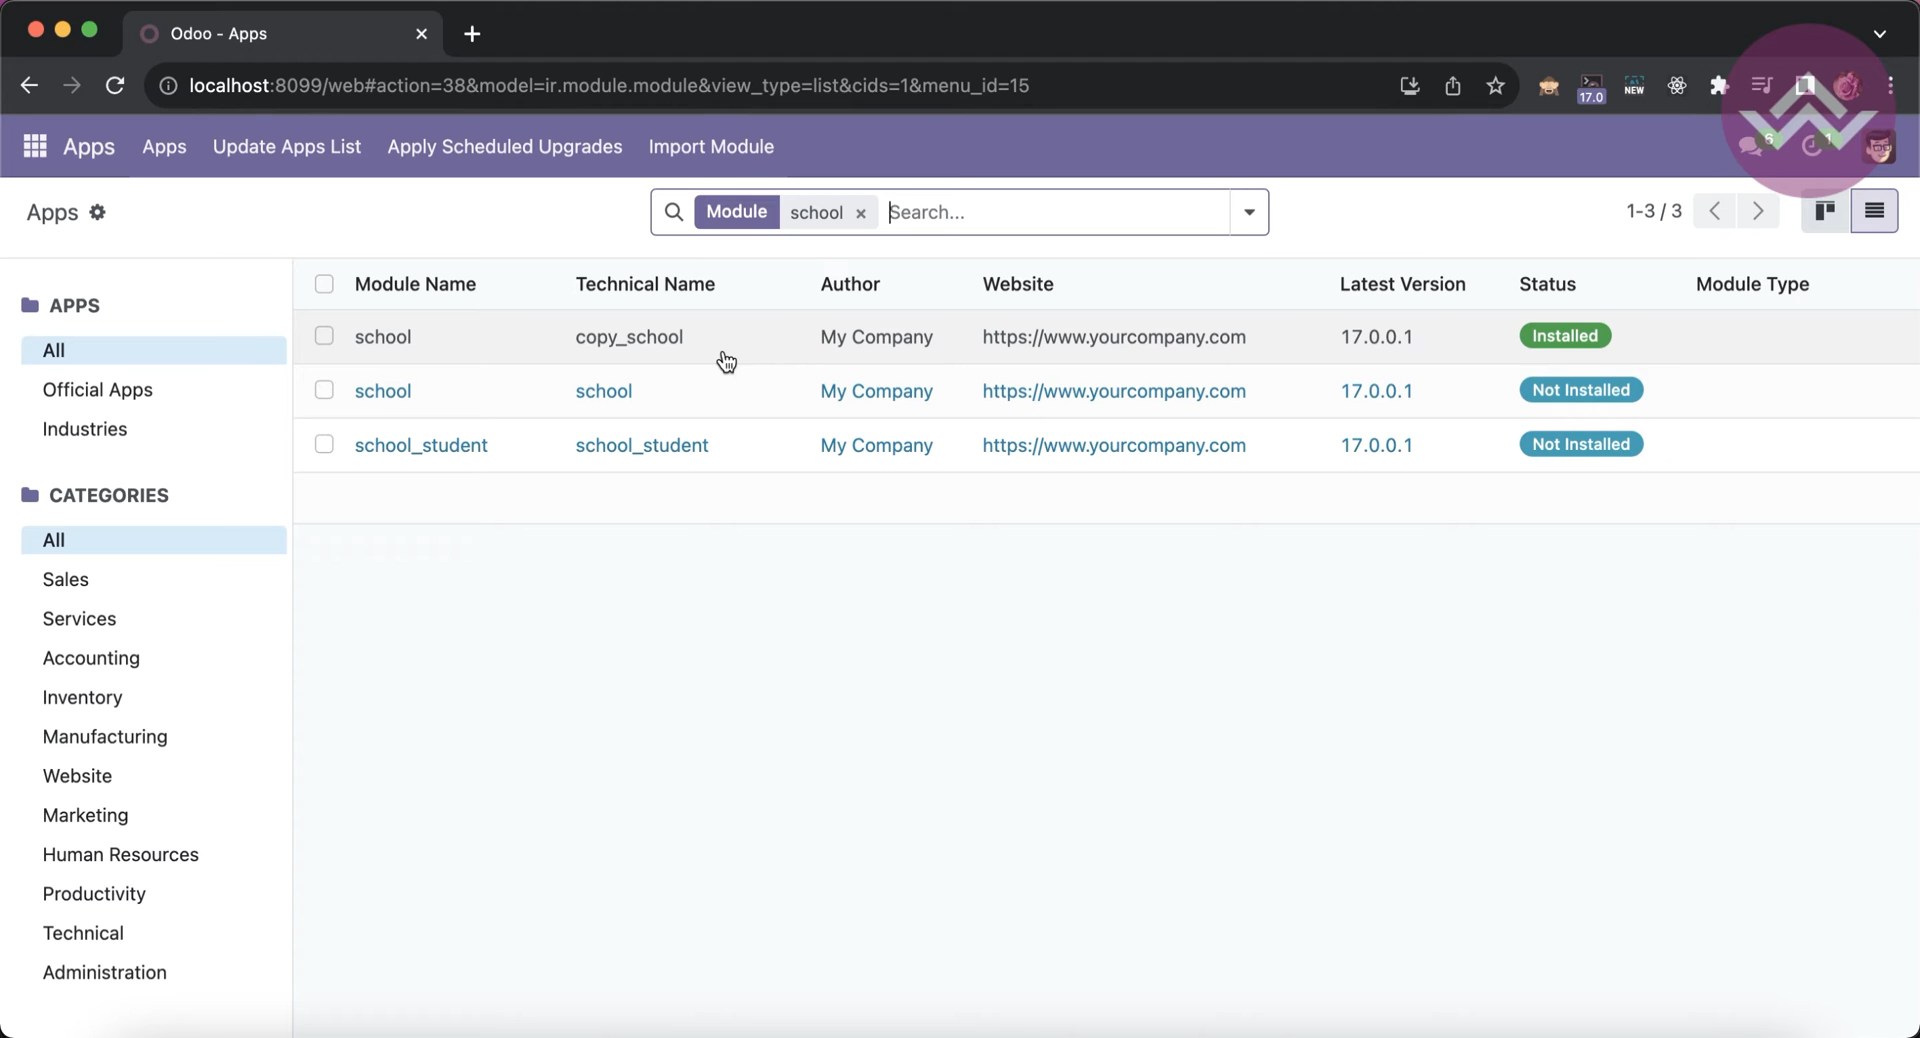 Odoo - Apps
localhost:8099/web#action=38&model=ir.module.module&view_type=list&cids=1&menu_id=15
17.0
NEW
Apps Apps Update Apps List Apply Scheduled Upgrades Import Module
6 1
Apps
Module school × Search...
1-3 / 3
APPS
All
Official Apps
Industries
CATEGORIES
All
Sales
Services
Accounting
Inventory
Manufacturing
Website
Marketing
Human Resources
Productivity
Technical
Administration
Module Name Technical Name Author Website Latest Version Status Module Type
school copy_school My Company https://www.yourcompany.com 17.0.0.1 Installed
school school My Company https://www.yourcompany.com 17.0.0.1 Not Installed
school_student school_student My Company https://www.yourcompany.com 17.0.0.1 Not Installed